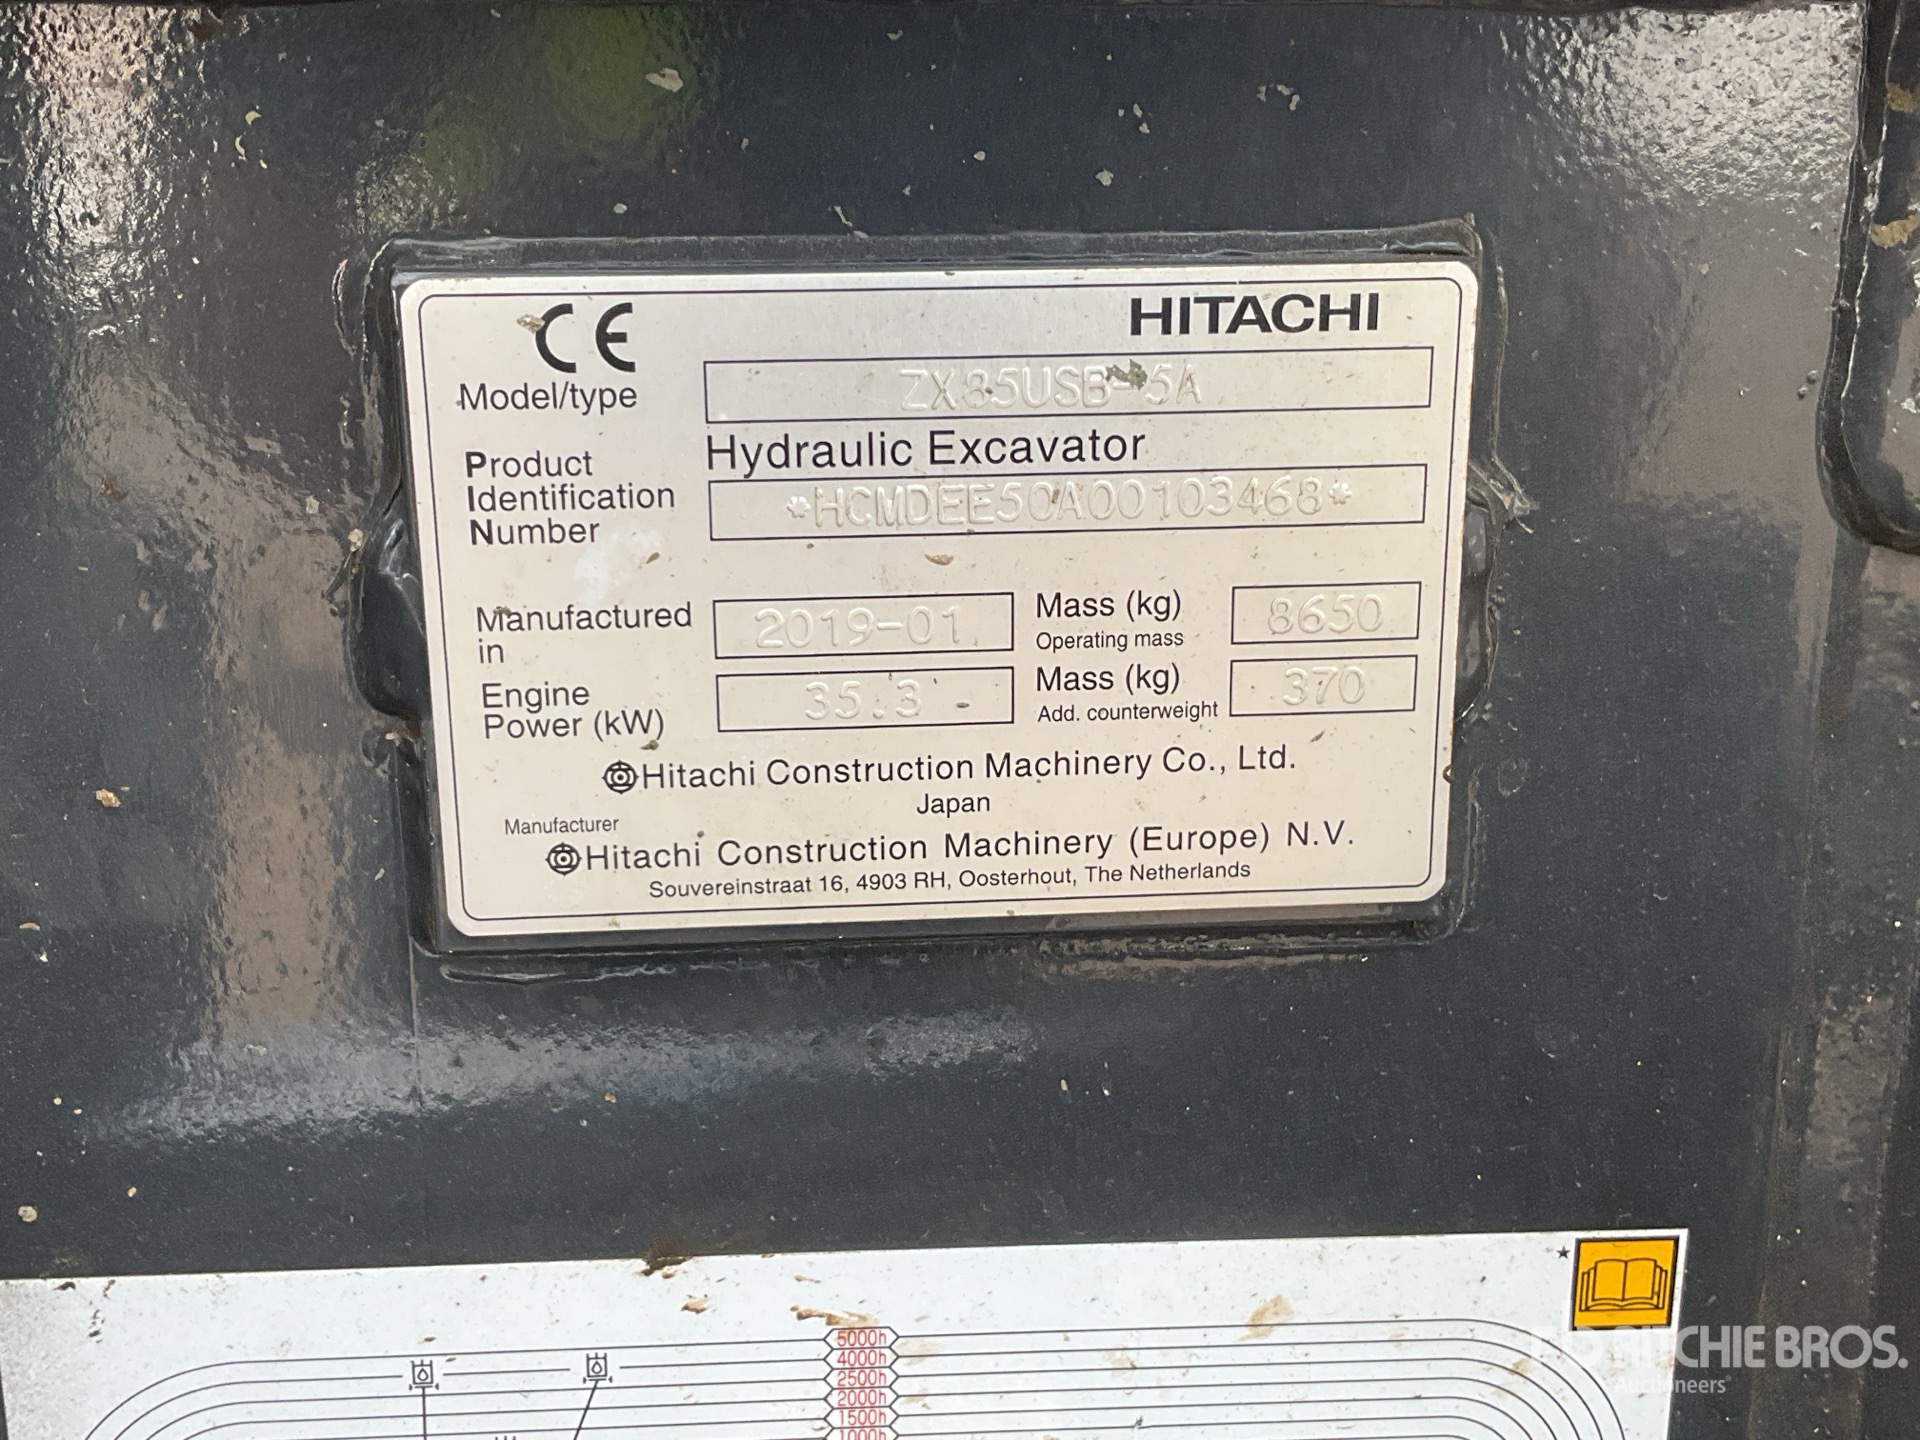 CE
HITACHI
Model/type ZX85USB-5A
Hydraulic Excavator
Product
Identification *HCMDEE50A00103468*
Number
Manufactured
in 2019-01
Mass (kg) 8650
Operating mass
Engine
Power (kW) 35.3
Mass (kg) 370
Add. counterweight
Hitachi Construction Machinery Co., Ltd.
Japan
Manufacturer
Hitachi Construction Machinery (Europe) N.V.
Souvereinstraat 16, 4903 RH, Oosterhout, The Netherlands
5000h
4000h
2500h
2000h
1500h
1000h
RITCHIE BROS.
Auctioneers